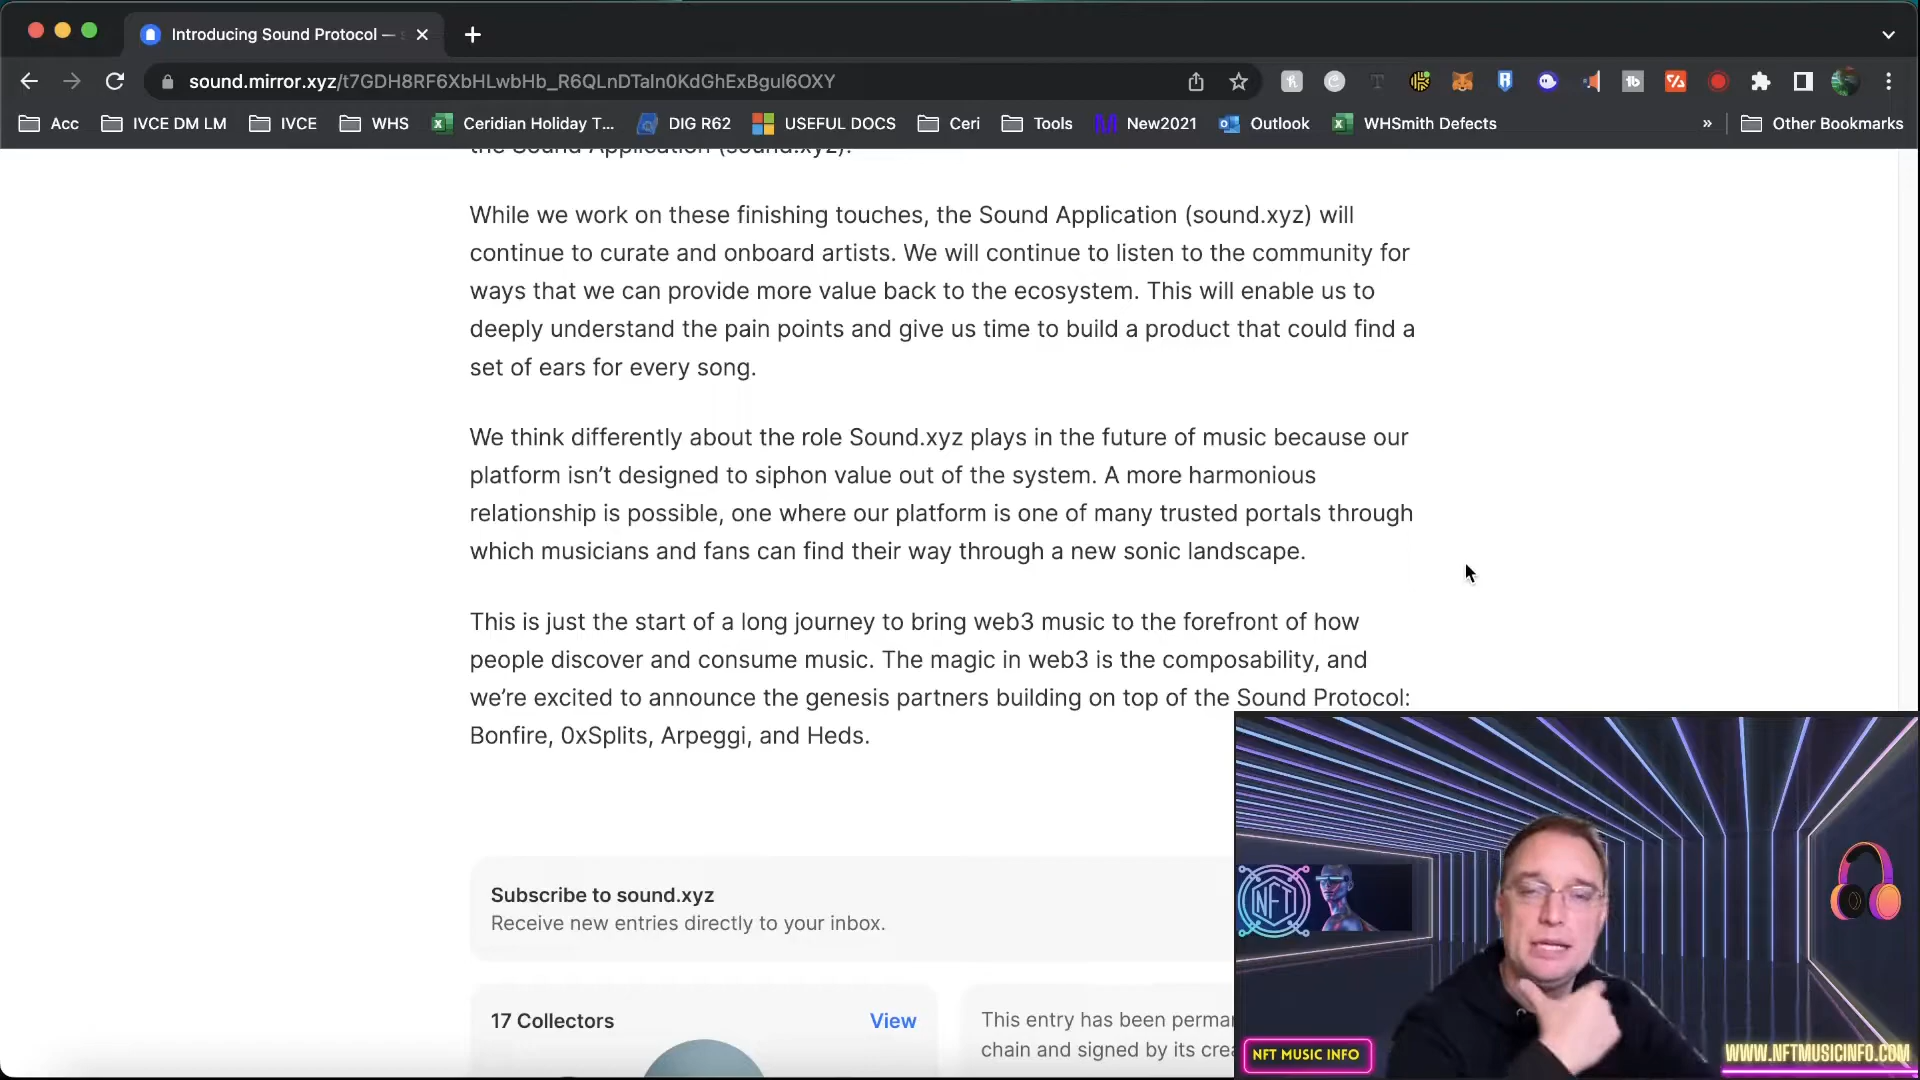 Introducing Sound Protocol —
sound.mirror.xyz/t7GDH8RF6XbHLwbHb_R6QLnDTaln0KdGhExBgul6OXY
Acc
IVCE DM LM
IVCE
WHS
Ceridian Holiday T...
DIG R62
USEFUL DOCS
Ceri
Tools
New2021
Outlook
WHSmith Defects
»
Other Bookmarks
the Sound Application (sound.xyz).
While we work on these finishing touches, the Sound Application (sound.xyz) will
continue to curate and onboard artists. We will continue to listen to the community for
ways that we can provide more value back to the ecosystem. This will enable us to
deeply understand the pain points and give us time to build a product that could find a
set of ears for every song.
We think differently about the role Sound.xyz plays in the future of music because our
platform isn’t designed to siphon value out of the system. A more harmonious
relationship is possible, one where our platform is one of many trusted portals through
which musicians and fans can find their way through a new sonic landscape.
This is just the start of a long journey to bring web3 music to the forefront of how
people discover and consume music. The magic in web3 is the composability, and
we’re excited to announce the genesis partners building on top of the Sound Protocol:
Bonfire, 0xSplits, Arpeggi, and Heds.
Subscribe to sound.xyz
Receive new entries directly to your inbox.
17 Collectors
View
This entry has been perma
chain and signed by its crea
NFT
NFT MUSIC INFO
WWW.NFTMUSICINFO.COM